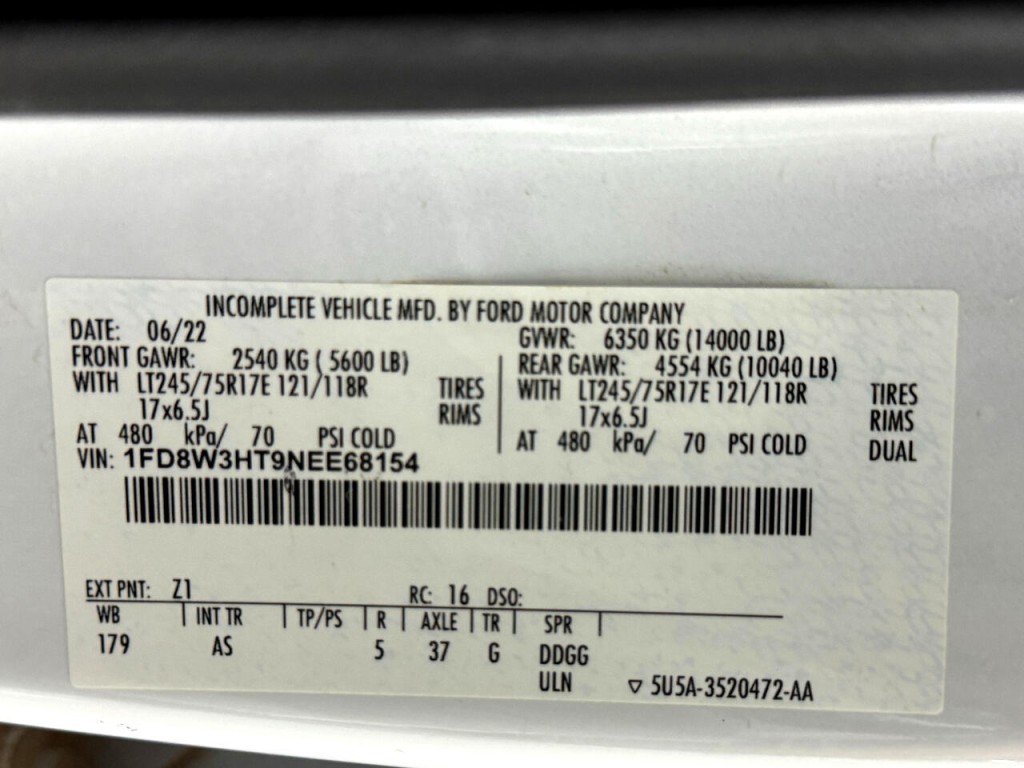 INCOMPLETE VEHICLE MFD. BY FORD MOTOR COMPANY
DATE: 06/22 GVWR: 6350 KG (14000 LB)
FRONT GAWR: 2540 KG ( 5600 LB) REAR GAWR: 4554 KG (10040 LB)
WITH LT245/75R17E 121/118R TIRES WITH LT245/75R17E 121/118R TIRES
17x6.5J RIMS 17x6.5J RIMS
AT 480 kPa/ 70 PSI COLD AT 480 kPa/ 70 PSI COLD DUAL
VIN: 1FD8W3HT9NEE68154
EXT PNT: Z1 RC: 16 DSO:
WB INT TR TP/PS R AXLE TR SPR
179 AS 5 37 G DDGG
ULN 5U5A-3520472-AA